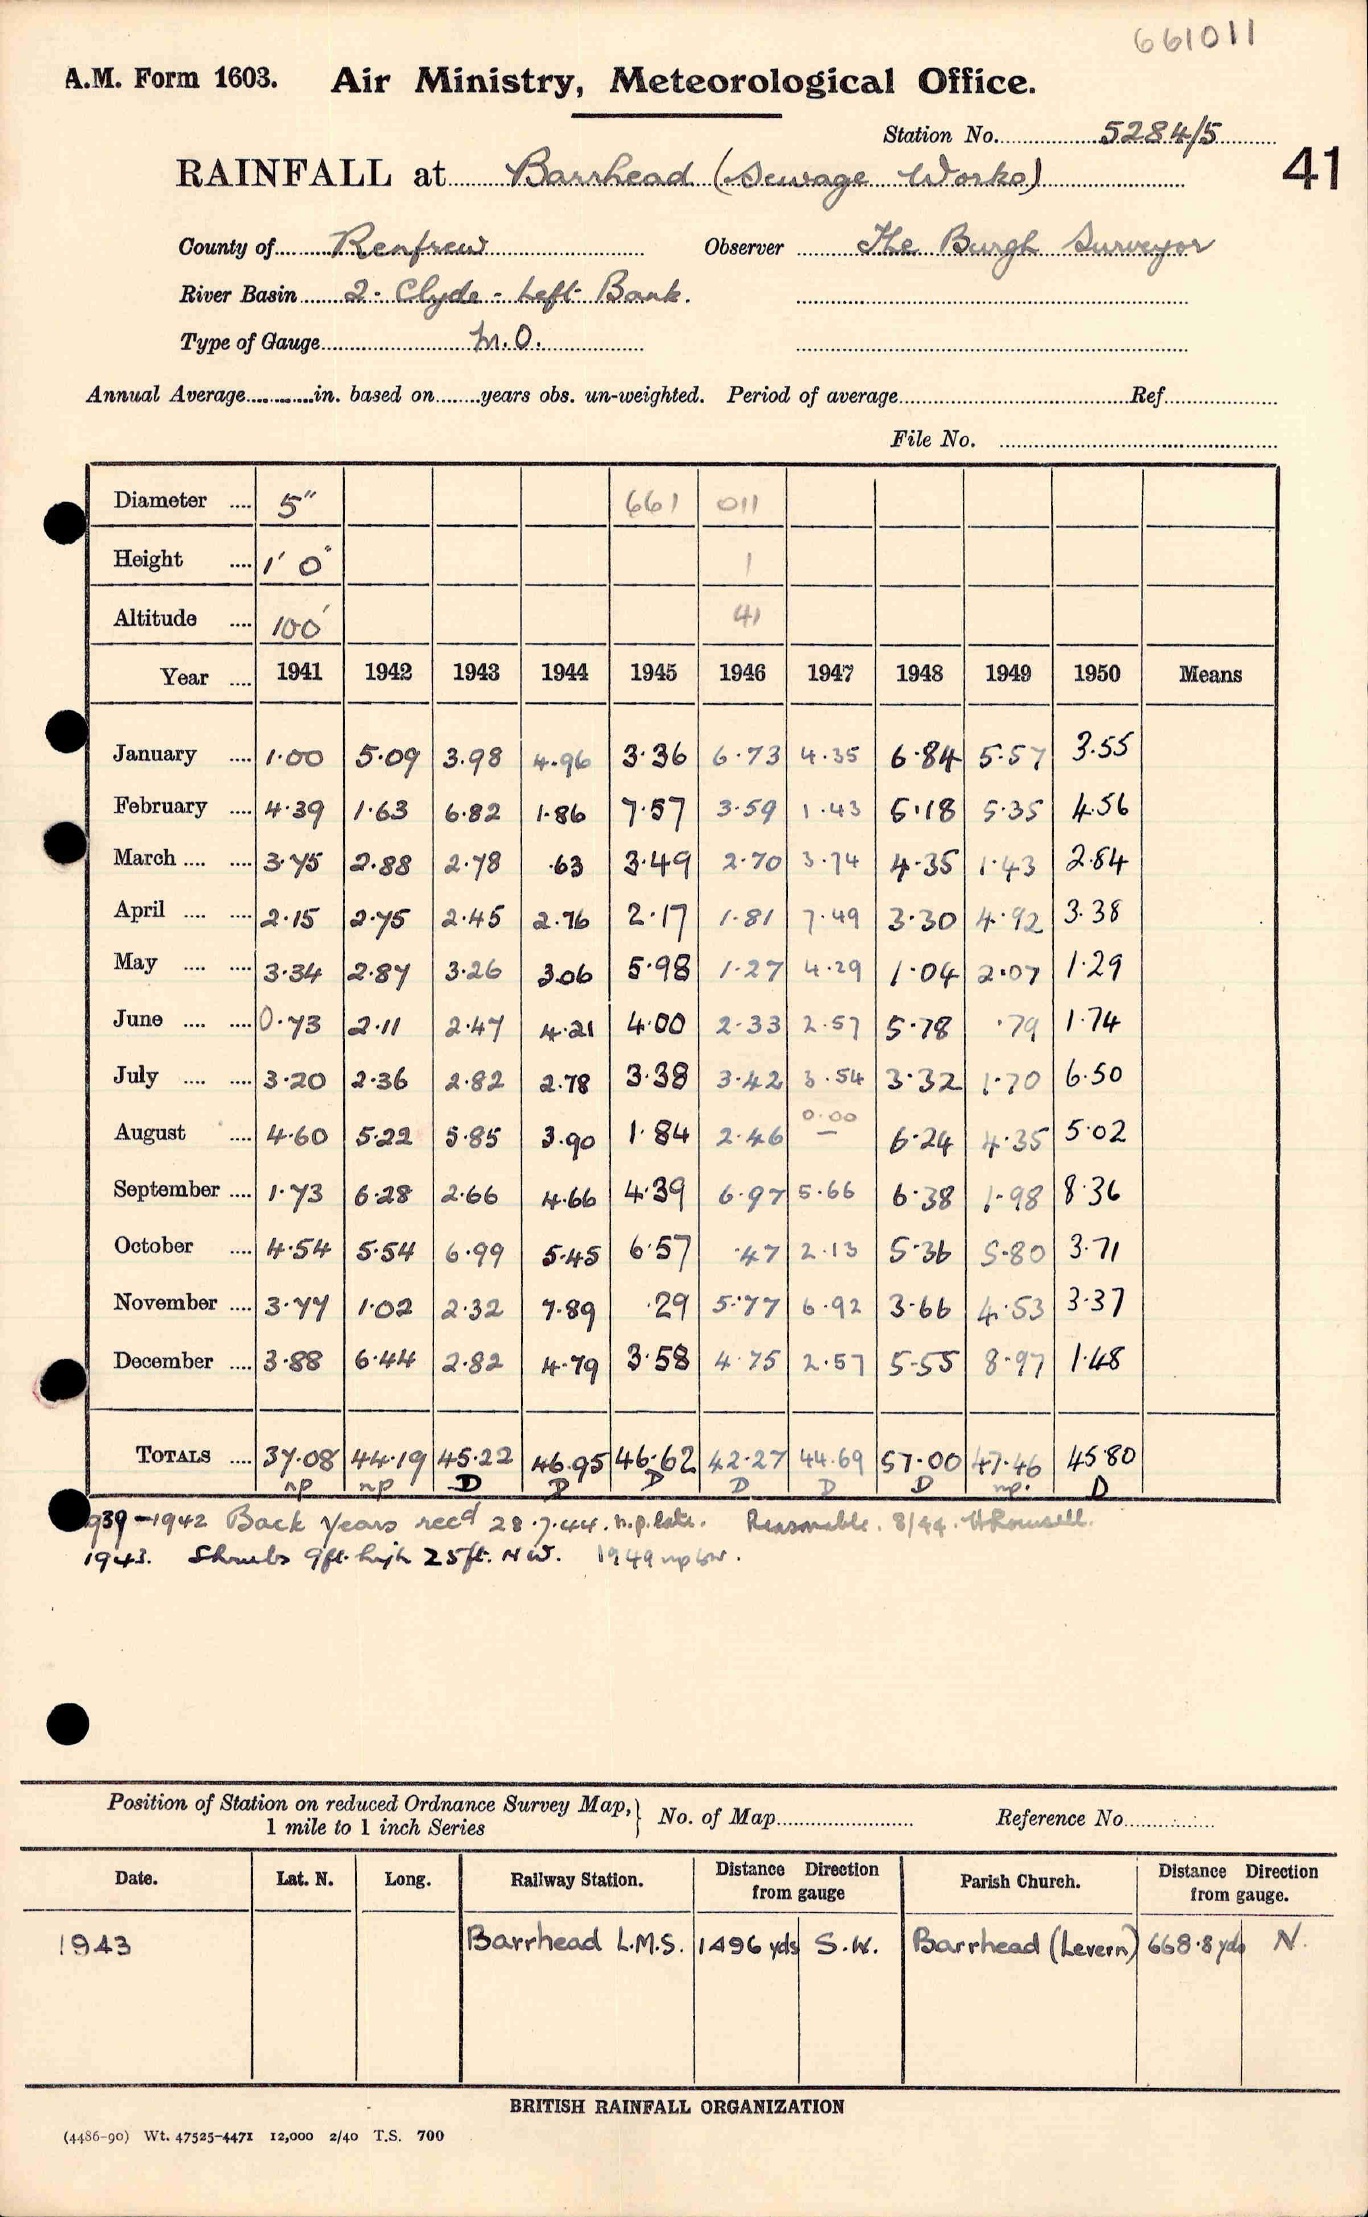 661011
A.M. Form 1603. Air Ministry, Meteorological Office.
Station No. 5284/5
41
RAINFALL at Barrhead (Sewage Works)
County of Renfrew Observer The Burgh Surveyor
River Basin 2. Clyde - Left Bank.
Type of Gauge M.O.
Annual Average in. based on years obs. un-weighted. Period of average Ref.
File No.
Diameter .... 5" 661 011
Height .... 1' 0" 1
Altitude .... 100' 41
Year .... 1941 1942 1943 1944 1945 1946 1947 1948 1949 1950 Means
January .... 1.00 5.09 3.98 4.96 3.36 6.73 4.35 6.84 5.57 3.55
February .... 4.39 1.63 6.82 1.86 7.57 3.59 1.43 5.18 5.35 4.56
March .... .... 3.75 2.88 2.78 .63 3.49 2.70 3.74 4.35 1.43 2.84
April .... .... 2.15 2.75 2.45 2.76 2.17 1.81 7.49 3.30 4.92 3.38
May .... .... 3.34 2.87 3.26 3.06 5.98 1.27 4.29 1.04 2.07 1.29
June .... .... 0.73 2.11 2.47 4.21 4.00 2.33 2.57 5.78 .79 1.74
July .... .... 3.20 2.36 2.82 2.78 3.38 3.42 3.54 3.32 1.70 6.50
August .... 4.60 5.22 5.85 3.90 1.84 2.46 0.00 — 6.24 4.35 5.02
September .... 1.73 6.28 2.66 4.66 4.39 6.97 5.66 6.38 1.98 8.36
October .... 4.54 5.54 6.99 5.45 6.57 .47 2.13 5.36 5.80 3.71
November .... 3.77 1.02 2.32 7.89 .29 5.77 6.92 3.66 4.53 3.37
December .... 3.88 6.44 2.82 4.79 3.58 4.75 2.57 5.55 8.97 1.48
TOTALS .... 37.08 44.19 45.22 46.95 46.62 42.27 44.69 57.00 47.46 45.80
np np D D D D D D np. D
1939-1942 Back Years recd 28.7.44. n.p. late. Reasonable. 8/44.
1943. Shrubs 9ft. high 25ft. NW. 1949 np
Position of Station on reduced Ordnance Survey Map,} No. of Map Reference No.
1 mile to 1 inch Series
Date. Lat. N. Long. Railway Station. Distance Direction from gauge Parish Church. Distance Direction from gauge.
1943 Barrhead L.M.S. 1496 yds S.W. Barrhead (Levern) 668.8 yds N.
BRITISH RAINFALL ORGANIZATION
(4486-90) Wt. 47525-4471 12,000 2/40 T.S. 700